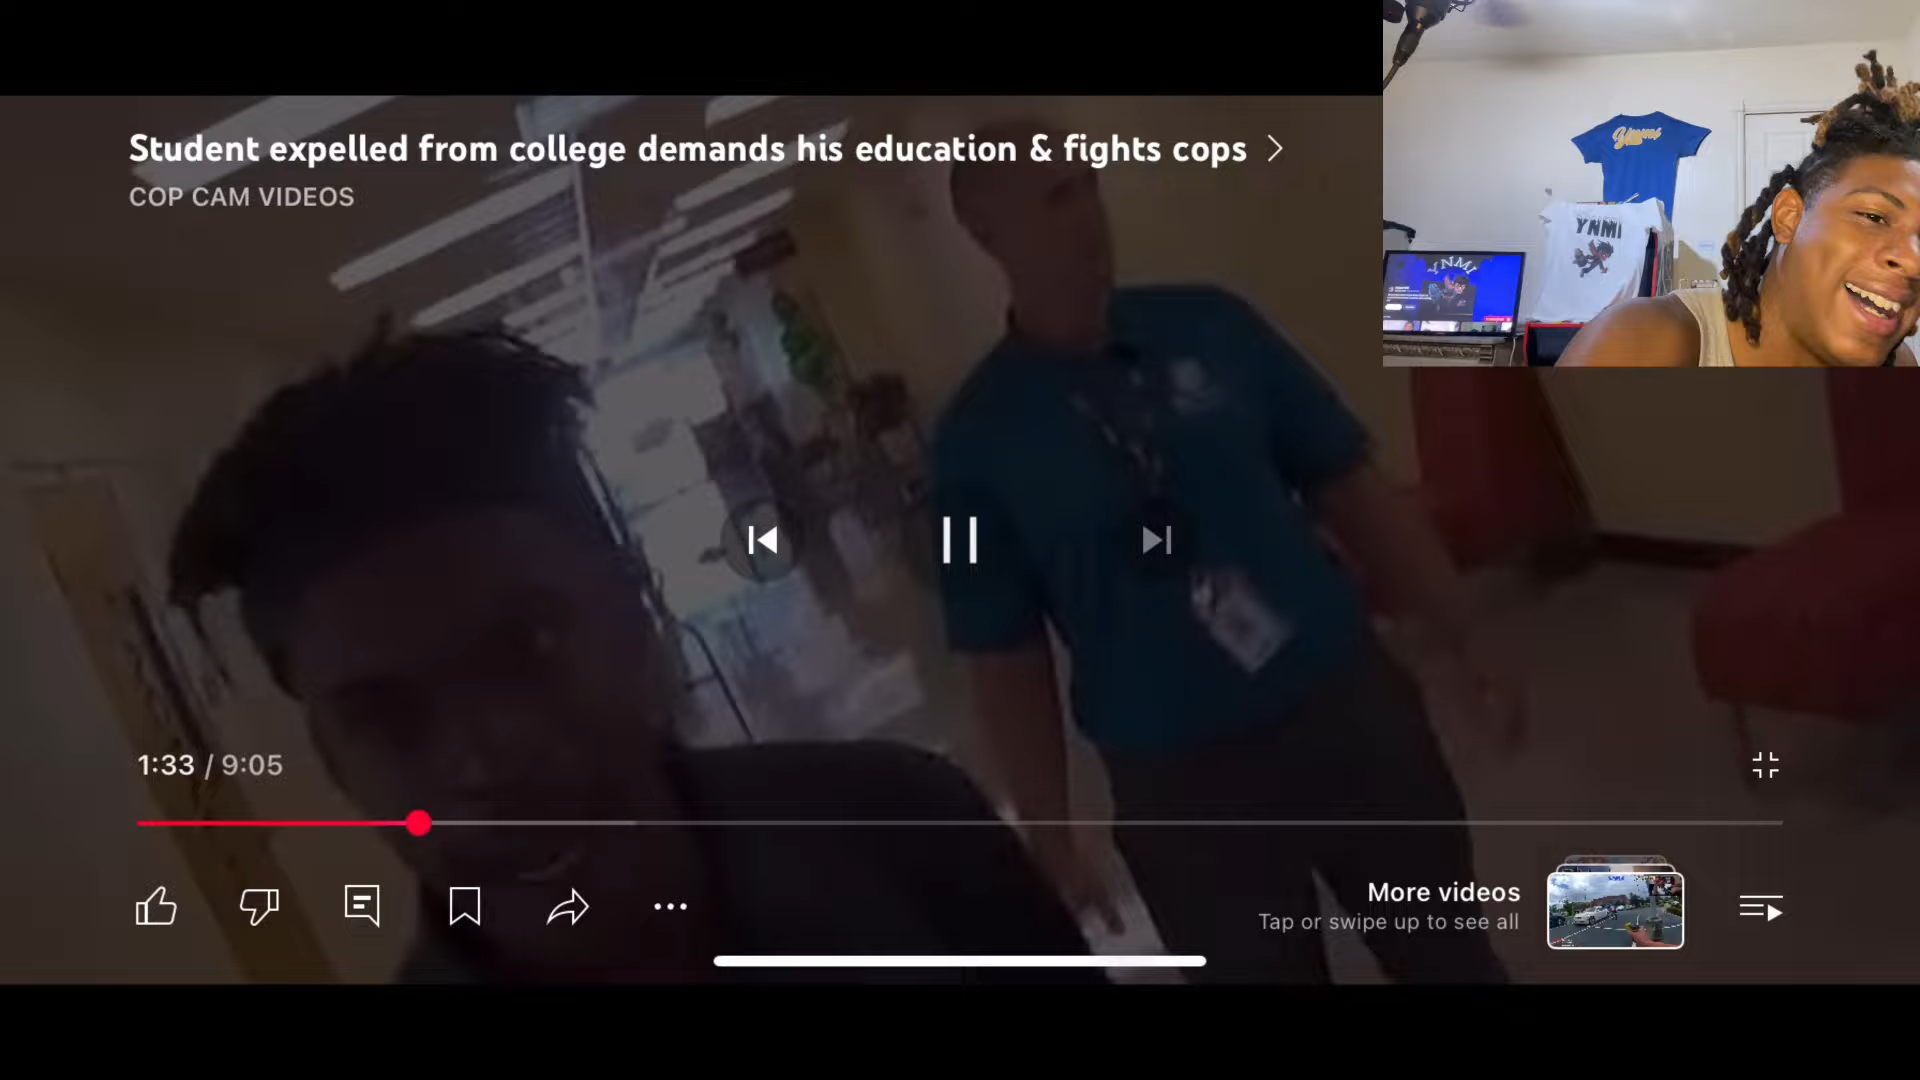 Student expelled from college demands his education & fights cops
COP CAM VIDEOS
YNMI
YNMI
1:33 / 9:05
More videos
Tap or swipe up to see all